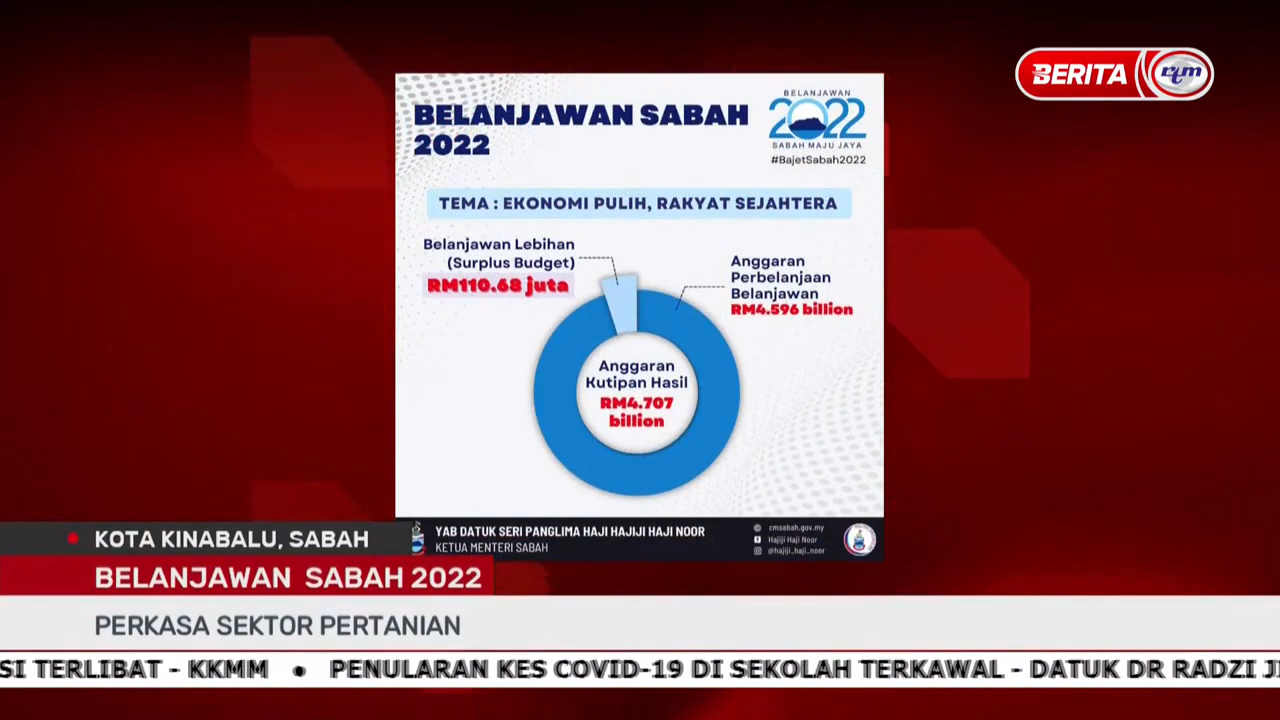 BERITA rtm
BELANJAWAN SABAH
2022
BELANJAWAN
2022
SABAH MAJU JAYA
#BajetSabah2022
TEMA : EKONOMI PULIH, RAKYAT SEJAHTERA
Belanjawan Lebihan
(Surplus Budget)
RM110.68 juta
Anggaran
Perbelanjaan
Belanjawan
RM4.596 billion
Anggaran
Kutipan Hasil
RM4.707
billion
YAB DATUK SERI PANGLIMA HAJI HAJIJI HAJI NOOR
KETUA MENTERI SABAH
cmsabah.gov.my
Hajiji Haji Noor
@hajiji_haji_noor
KOTA KINABALU, SABAH
BELANJAWAN SABAH 2022
PERKASA SEKTOR PERTANIAN
SI TERLIBAT - KKMM • PENULARAN KES COVID-19 DI SEKOLAH TERKAWAL - DATUK DR RADZI JI